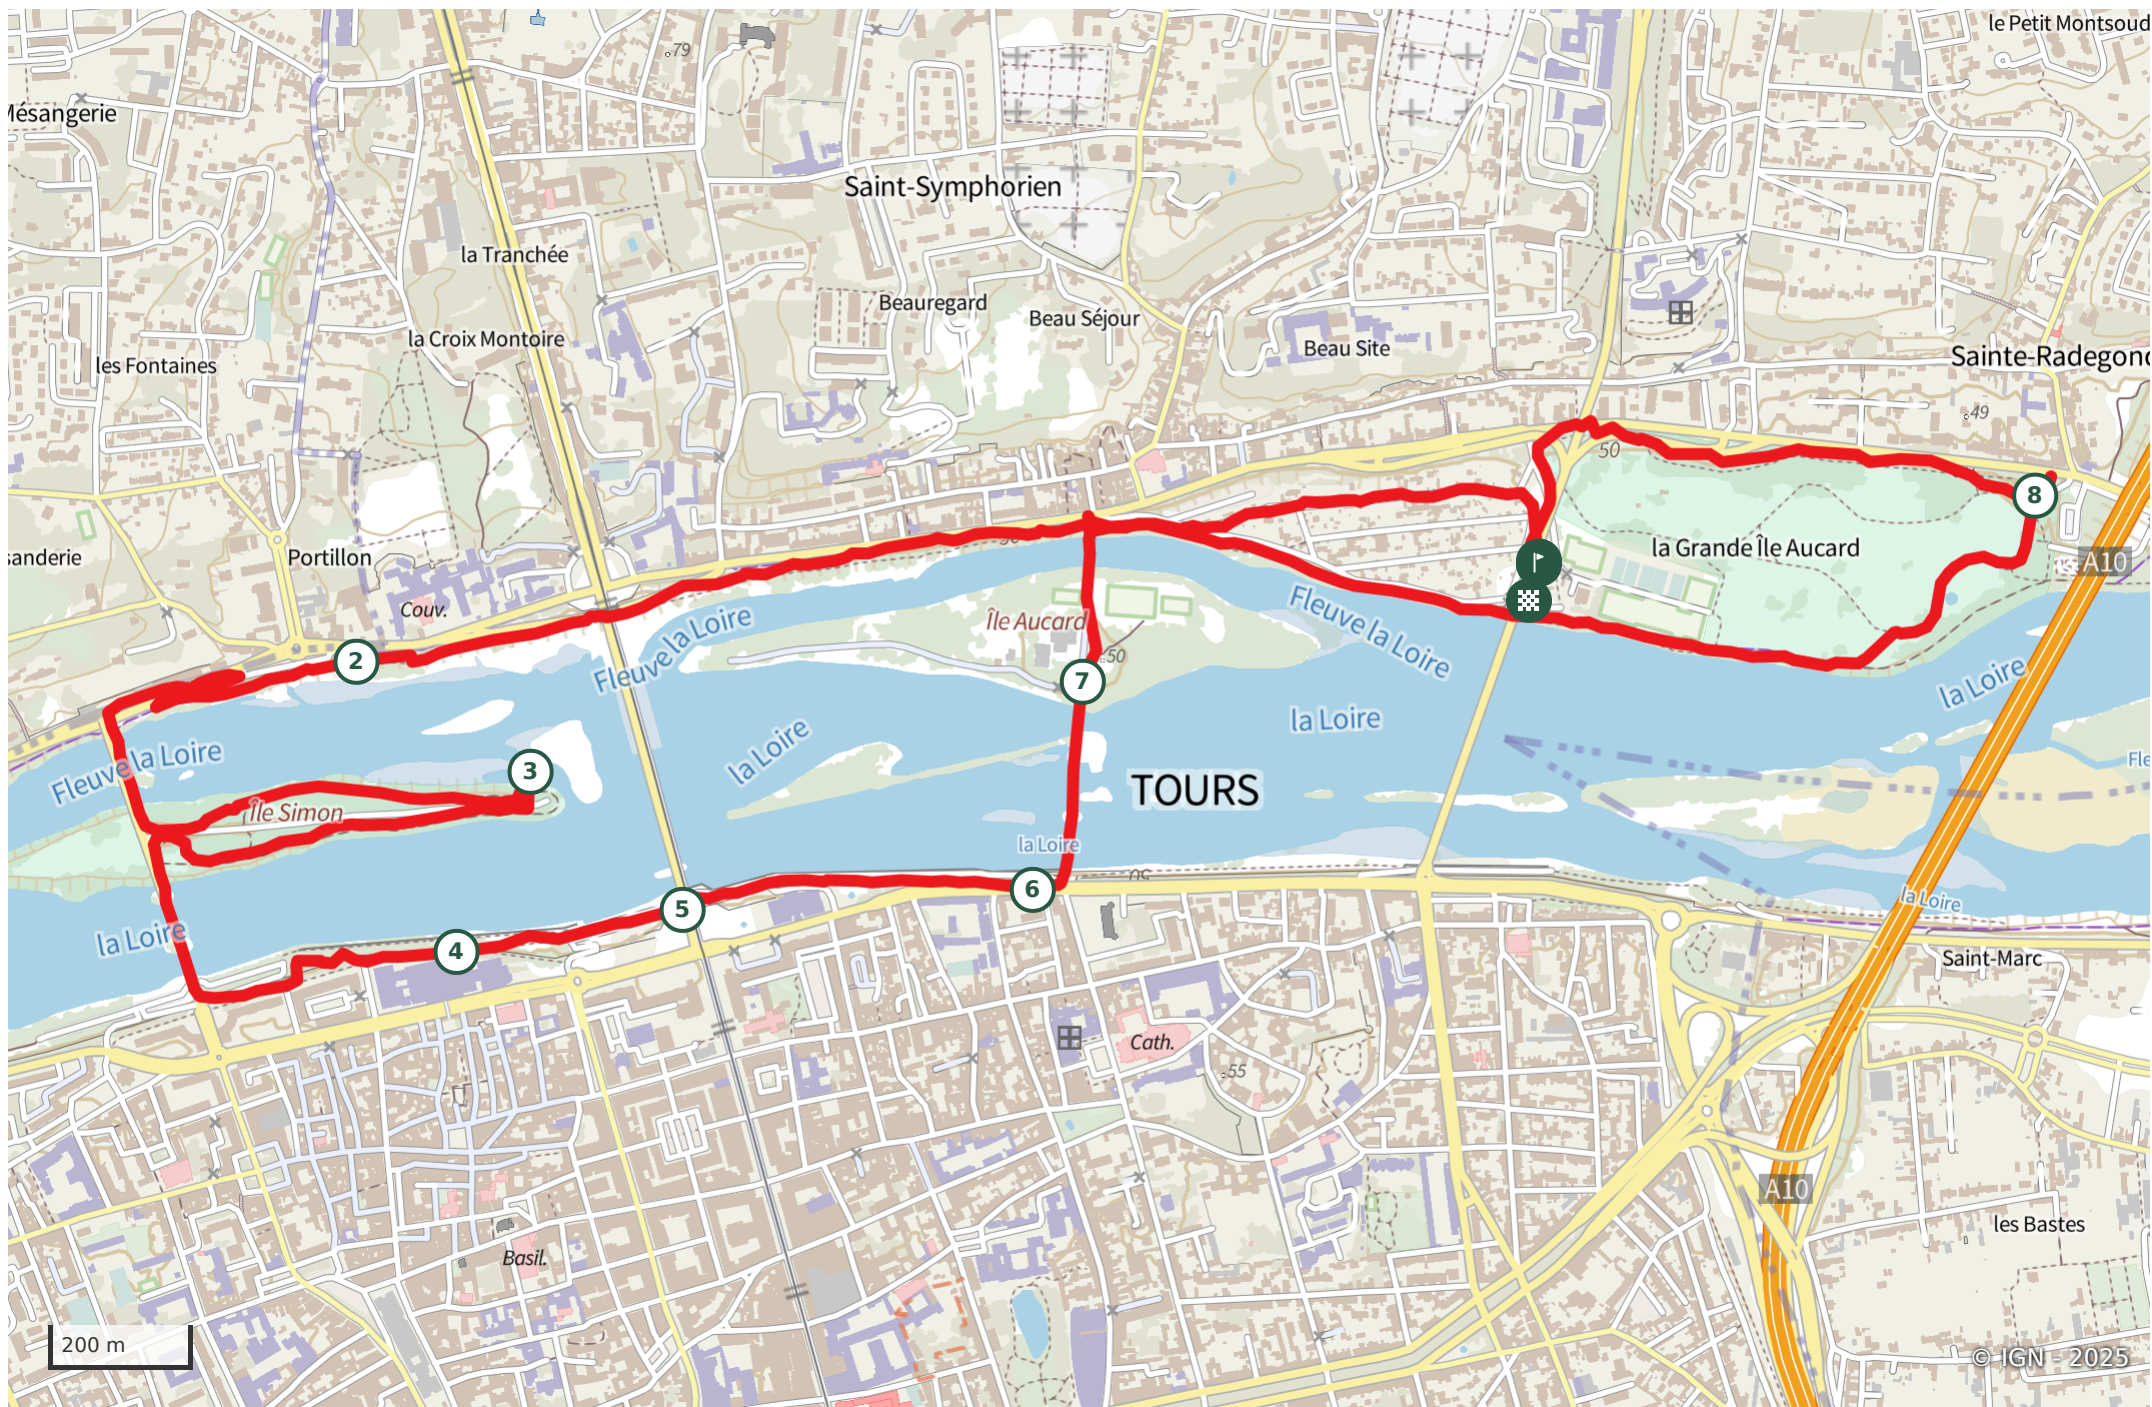 le Petit Montsoud
79
Mésangerie
Saint-Symphorien
la Tranchée
Beauregard
Beau Séjour
la Croix Montoire
Beau Site
les Fontaines
Sainte-Radegond
49
50
8
sanderie
Portillon
la Grande Île Aucard
A10
Couv.
Fleuve la Loire
Île Aucard
Fleuve la Loire
50
2
7
la Loire
la Loire
la Loire
Fleuve la Loire
Fle
3
TOURS
Île Simon
la Loire
6
la Loire
5
la Loire
4
Saint-Marc
Cath.
55
A10
les Bastes
Basil.
200 m
© IGN - 2025